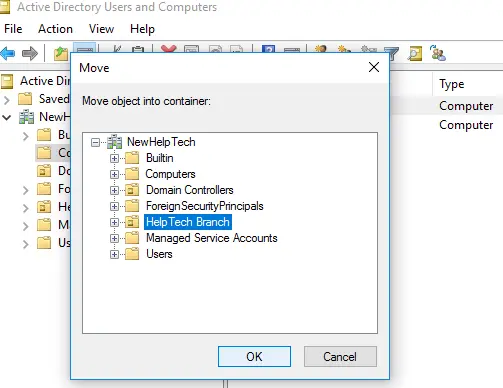 Active Directory Users and Computers
File Action View Help
Active Direc
Saved
NewH
Bu
Co
Do
Fo
He
M
Us
Type
Computer
Computer
Move
Move object into container:
NewHelpTech
Builtin
Computers
Domain Controllers
ForeignSecurityPrincipals
HelpTech Branch
Managed Service Accounts
Users
OK Cancel